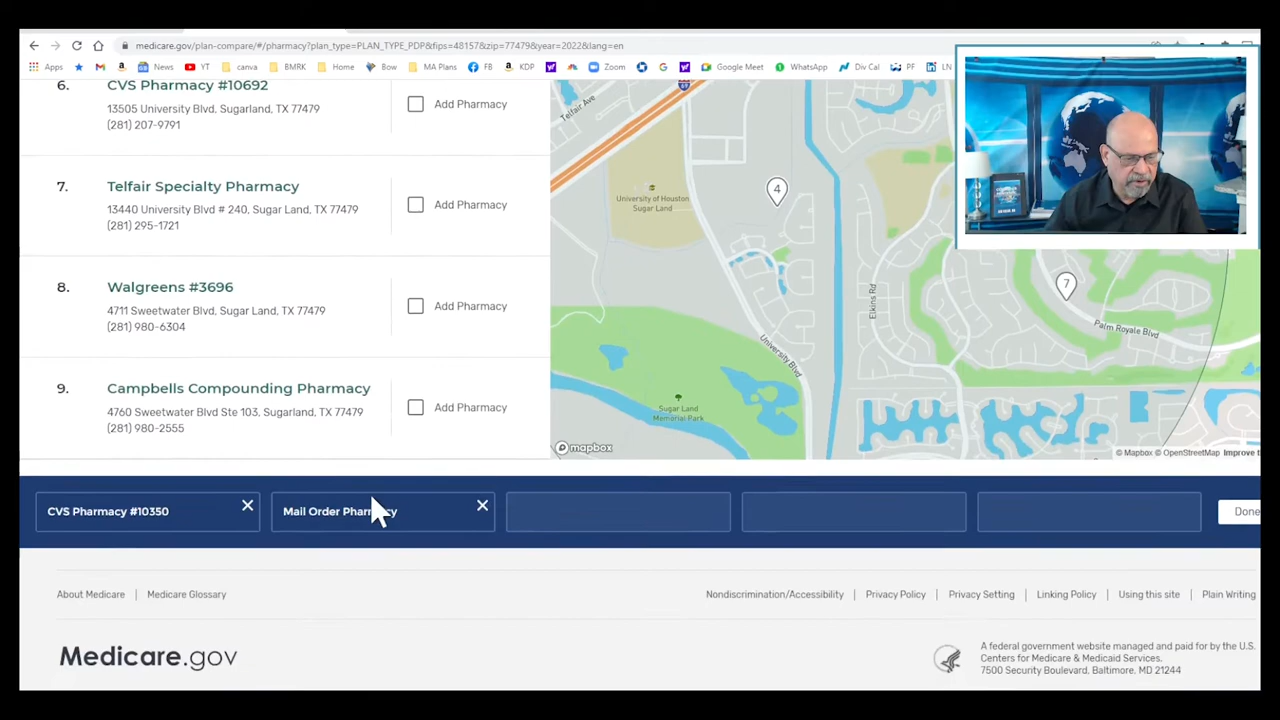 medicare.gov/plan-compare/#/pharmacy?plan_type=PLAN_TYPE_PDP&fips=48157&zip=77479&year=2022&lang=en
Apps News YT canva BMRK Home Bow MA Plans FB KDP Zoom Google Meet WhatsApp Div Cal PF LN
6. CVS Pharmacy #10692
13505 University Blvd, Sugarland, TX 77479
(281) 207-9791
Add Pharmacy
7. Telfair Specialty Pharmacy
13440 University Blvd # 240, Sugar Land, TX 77479
(281) 295-1721
Add Pharmacy
8. Walgreens #3696
4711 Sweetwater Blvd, Sugar Land, TX 77479
(281) 980-6304
Add Pharmacy
9. Campbells Compounding Pharmacy
4760 Sweetwater Blvd Ste 103, Sugarland, TX 77479
(281) 980-2555
Add Pharmacy
Telfair Ave
University of Houston
Sugar Land
4
Elkins Rd
7
Palm Royale Blvd
University Blvd
Sugar Land
Memorial Park
mapbox
© Mapbox © OpenStreetMap Improve t
CVS Pharmacy #10350
Mail Order Pharmacy
Done
About Medicare Medicare Glossary
Nondiscrimination/Accessibility Privacy Policy Privacy Setting Linking Policy Using this site Plain Writing
Medicare.gov
A federal government website managed and paid for by the U.S.
Centers for Medicare & Medicaid Services.
7500 Security Boulevard, Baltimore, MD 21244